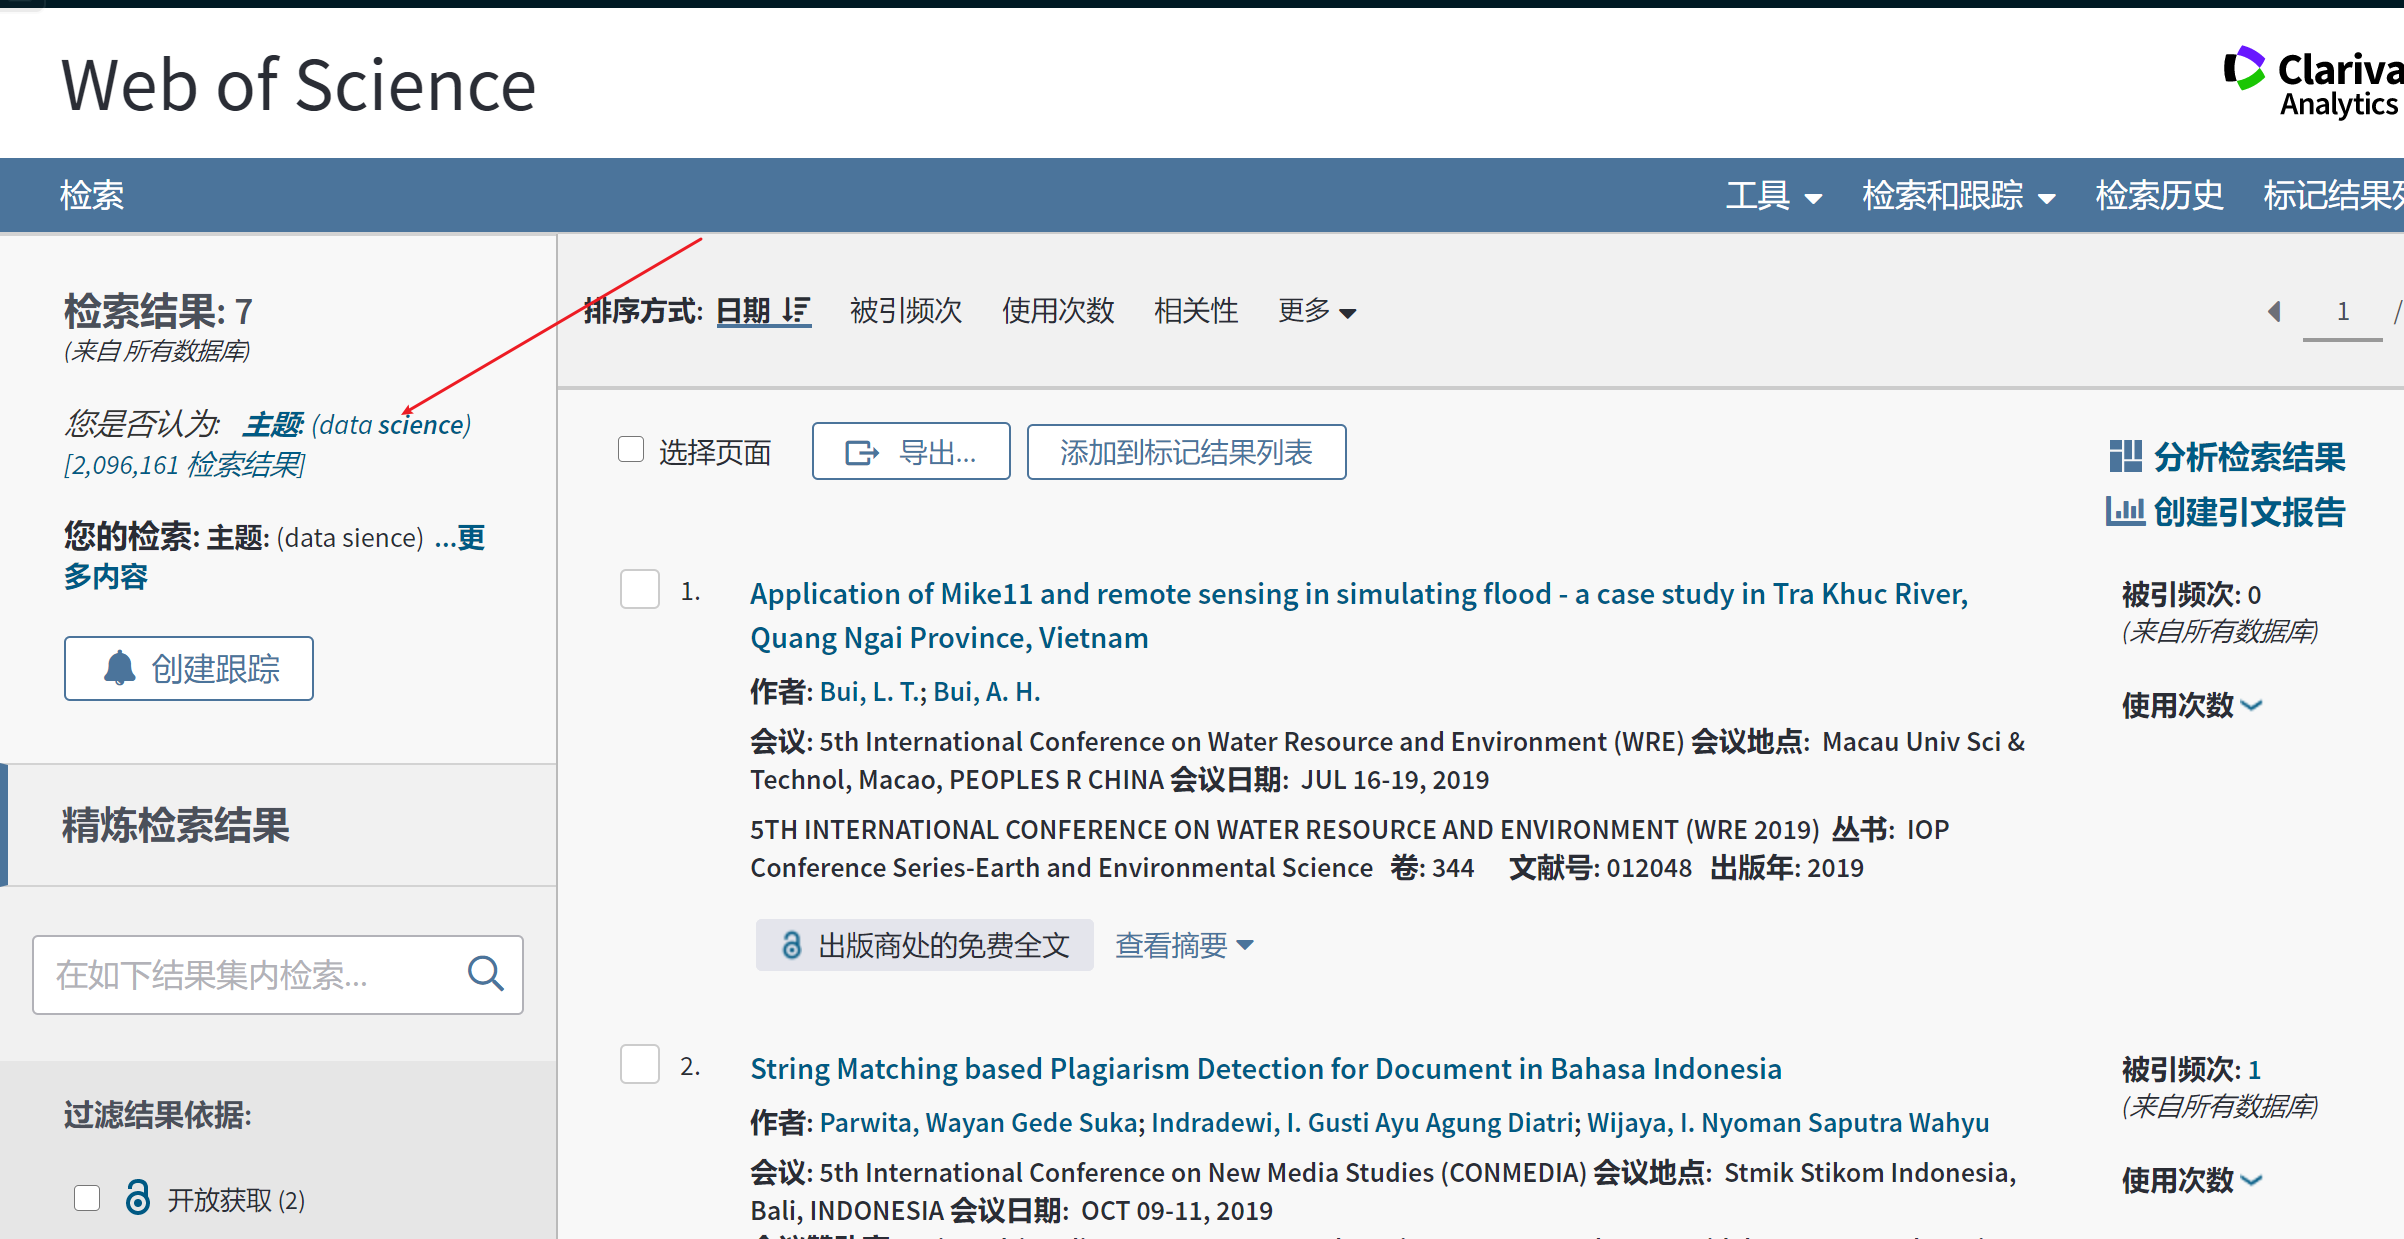 Web of Science
Clariva
Analytics
检索
工具 检索和跟踪 检索历史 标记结果列
检索结果: 7
(来自 所有数据库)
您是否认为: 主题: (data science)
[2,096,161 检索结果]
您的检索: 主题: (data sience) ...更
多内容
创建跟踪
精炼检索结果
在如下结果集内检索...
过滤结果依据:
开放获取 (2)
排序方式: 日期 被引频次 使用次数 相关性 更多
1 /
选择页面 导出... 添加到标记结果列表
分析检索结果
创建引文报告
1. Application of Mike11 and remote sensing in simulating flood - a case study in Tra Khuc River,
Quang Ngai Province, Vietnam
作者: Bui, L. T.; Bui, A. H.
会议: 5th International Conference on Water Resource and Environment (WRE) 会议地点: Macau Univ Sci &
Technol, Macao, PEOPLES R CHINA 会议日期: JUL 16-19, 2019
5TH INTERNATIONAL CONFERENCE ON WATER RESOURCE AND ENVIRONMENT (WRE 2019) 丛书: IOP
Conference Series-Earth and Environmental Science 卷: 344 文献号: 012048 出版年: 2019
出版商处的免费全文 查看摘要
被引频次: 0
(来自所有数据库)
使用次数
2. String Matching based Plagiarism Detection for Document in Bahasa Indonesia
作者: Parwita, Wayan Gede Suka; Indradewi, I. Gusti Ayu Agung Diatri; Wijaya, I. Nyoman Saputra Wahyu
会议: 5th International Conference on New Media Studies (CONMEDIA) 会议地点: Stmik Stikom Indonesia,
Bali, INDONESIA 会议日期: OCT 09-11, 2019
被引频次: 1
(来自所有数据库)
使用次数